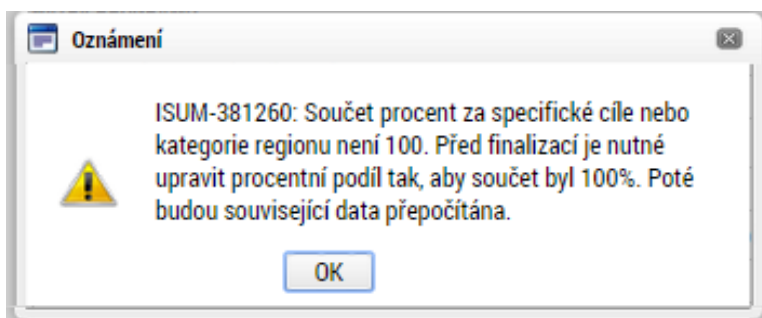 Oznámení
ISUM-381260: Součet procent za specifické cíle nebo
kategorie regionu není 100. Před finalizací je nutné
upravit procentní podíl tak, aby součet byl 100%. Poté
budou související data přepočítána.
OK